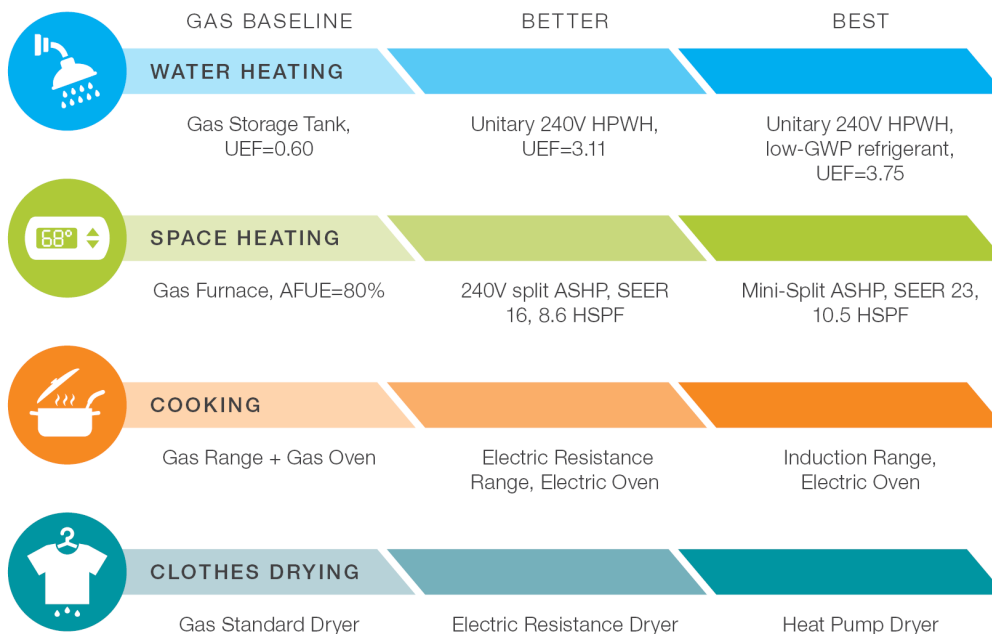 GAS BASELINE BETTER BEST
WATER HEATING
Gas Storage Tank,
UEF=0.60
Unitary 240V HPWH,
UEF=3.11
Unitary 240V HPWH,
low-GWP refrigerant,
UEF=3.75
68°
SPACE HEATING
Gas Furnace, AFUE=80%
240V split ASHP, SEER
16, 8.6 HSPF
Mini-Split ASHP, SEER 23,
10.5 HSPF
COOKING
Gas Range + Gas Oven
Electric Resistance
Range, Electric Oven
Induction Range,
Electric Oven
CLOTHES DRYING
Gas Standard Dryer
Electric Resistance Dryer
Heat Pump Dryer